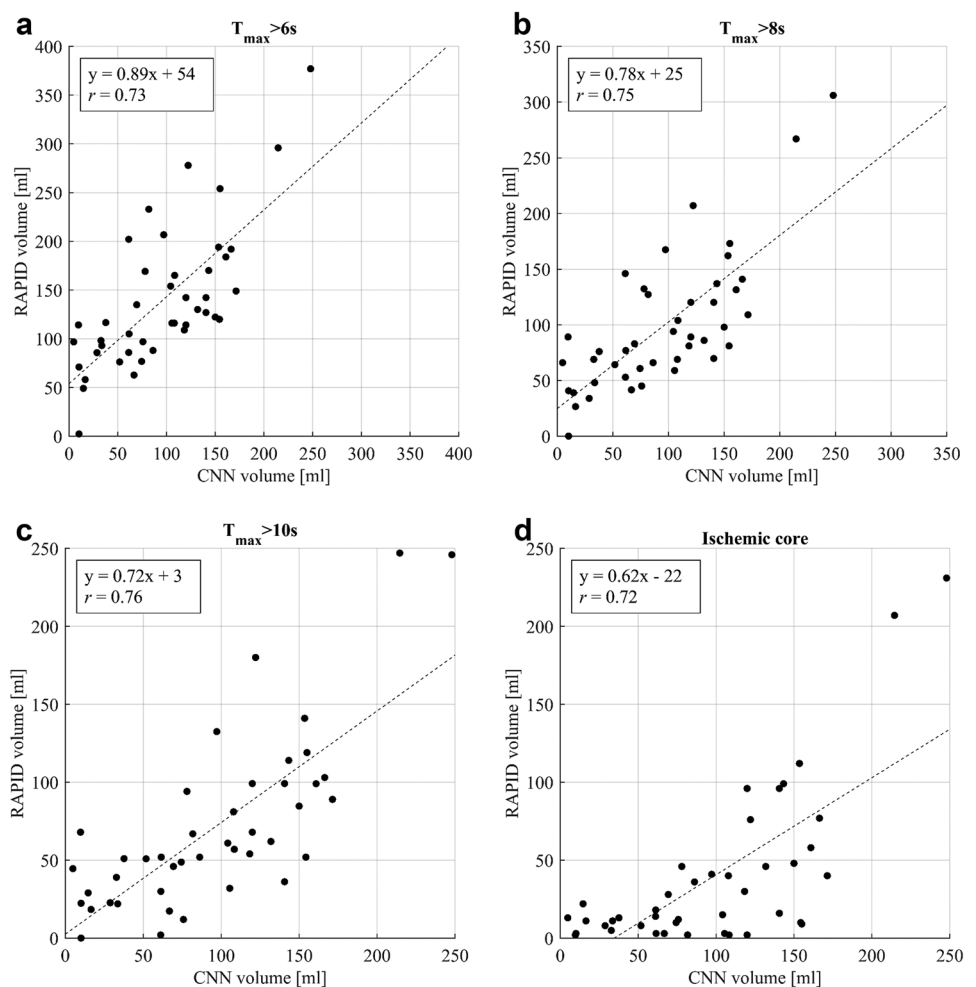 a
T_max>6s
400
350
300
250
200
150
100
50
0
RAPID volume [ml]
y = 0.89x + 54
r = 0.73
0 50 100 150 200 250 300 350 400
CNN volume [ml]
b
T_max>8s
350
300
250
200
150
100
50
0
RAPID volume [ml]
y = 0.78x + 25
r = 0.75
0 50 100 150 200 250 300 350
CNN volume [ml]
c
T_max>10s
250
200
150
100
50
0
RAPID volume [ml]
y = 0.72x + 3
r = 0.76
0 50 100 150 200 250
CNN volume [ml]
d
Ischemic core
250
200
150
100
50
0
RAPID volume [ml]
y = 0.62x - 22
r = 0.72
0 50 100 150 200 250
CNN volume [ml]